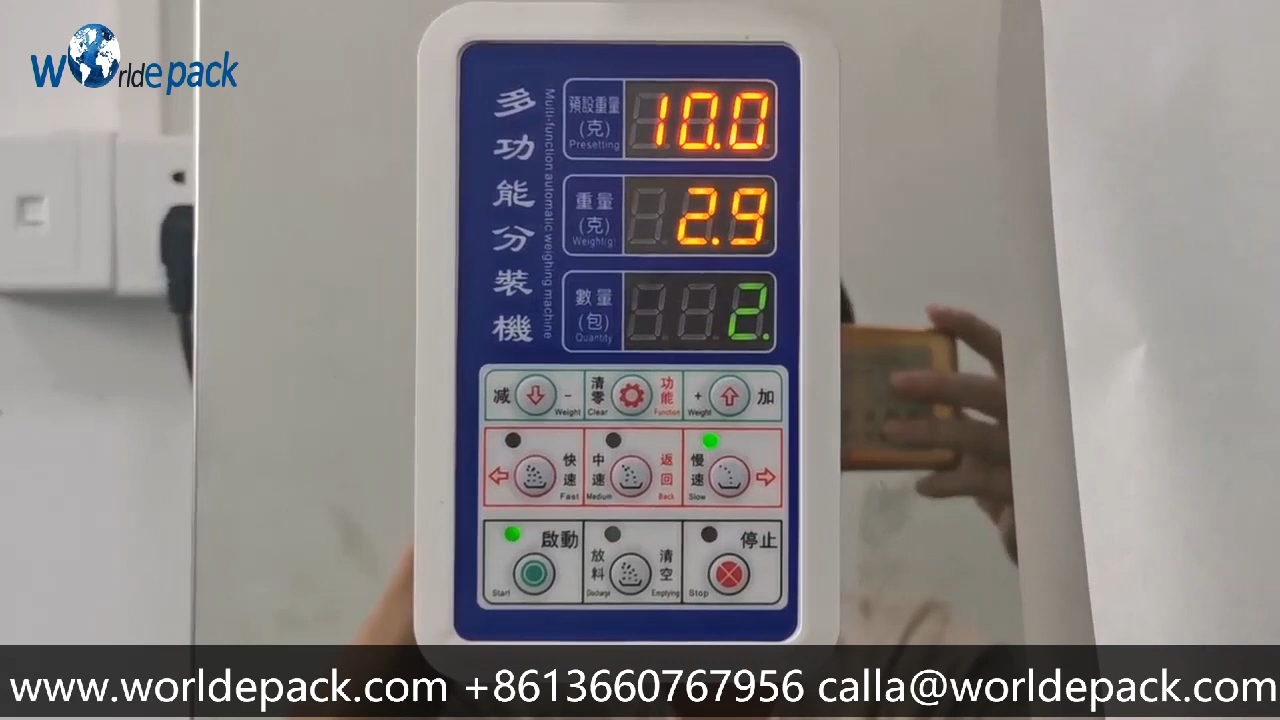 Worldepack
多功能分裝機
Multi-function automatic weighing machine
預設重量
(克)
Presetting
10.0
重量
(克)
Weight(g)
2.9
數量
(包)
Quantity
2.
减 - Weight
清零 Clear 功能 Function
+ Weight 加
快速 Fast
中速 Medium 返回 Back
慢速 Slow
啟動 Start
放料 Discharge 清空 Emptying
停止 Stop
www.worldepack.com +8613660767956 calla@worldepack.com